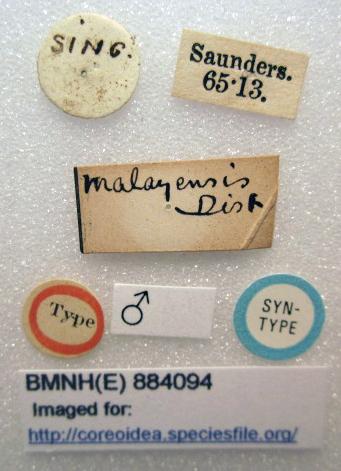 SING.
Saunders.
65·13.
malayensis
Dist
Type
♂
SYN-
TYPE
BMNH(E) 884094
Imaged for:
http://coreoidea.speciesfile.org/